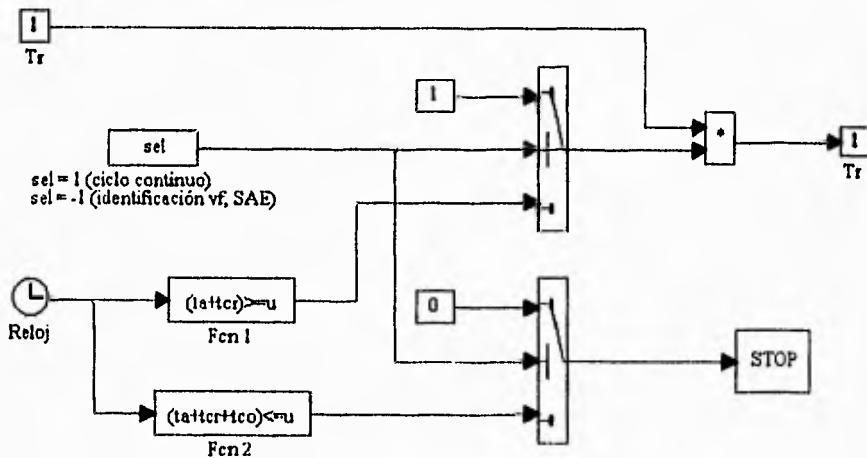 1
Tr
1
sel
*
1
Tr
sel = 1 (ciclo continuo)
sel = -1 (identificación vf, SAE)
Reloj
(ta+tcr)>=u
Fcn 1
0
STOP
(ta+tcr+tco)<=u
Fcn 2